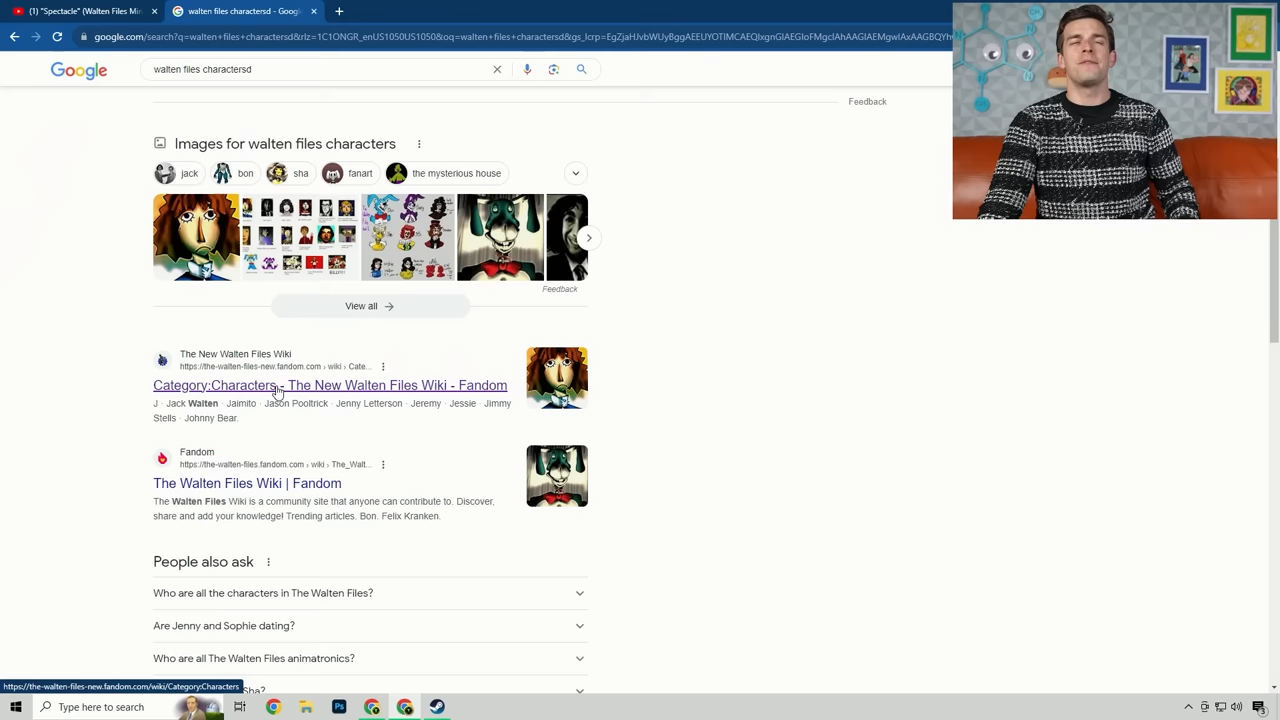 (1) "Spectacle" (Walten Files Min
walten files charactersd - Goog
google.com/search?q=walten+files+charactersd&rlz=1C1ONGR_enUS1050US1050&oq=walten+files+charactersd&gs_lcrp=
Google
walten files charactersd
Feedback
Images for walten files characters
jack
bon
sha
fanart
the mysterious house
Feedback
View all
The New Walten Files Wiki
https://the-walten-files-new.fandom.com › wiki › Cate...
Category:Characters - The New Walten Files Wiki - Fandom
J · Jack Walten · Jaimito · Jason Pooltrick · Jenny Letterson · Jeremy · Jessie · Jimmy
Stells · Johnny Bear.
Fandom
https://the-walten-files.fandom.com › wiki › The_Walt...
The Walten Files Wiki | Fandom
The Walten Files Wiki is a community site that anyone can contribute to. Discover,
share and add your knowledge! Trending articles. Bon. Felix Kranken.
People also ask
Who are all the characters in The Walten Files?
Are Jenny and Sophie dating?
Who are all The Walten Files animatronics?
Sha?
https://the-walten-files-new.fandom.com/wiki/Category:Characters
Type here to search
3